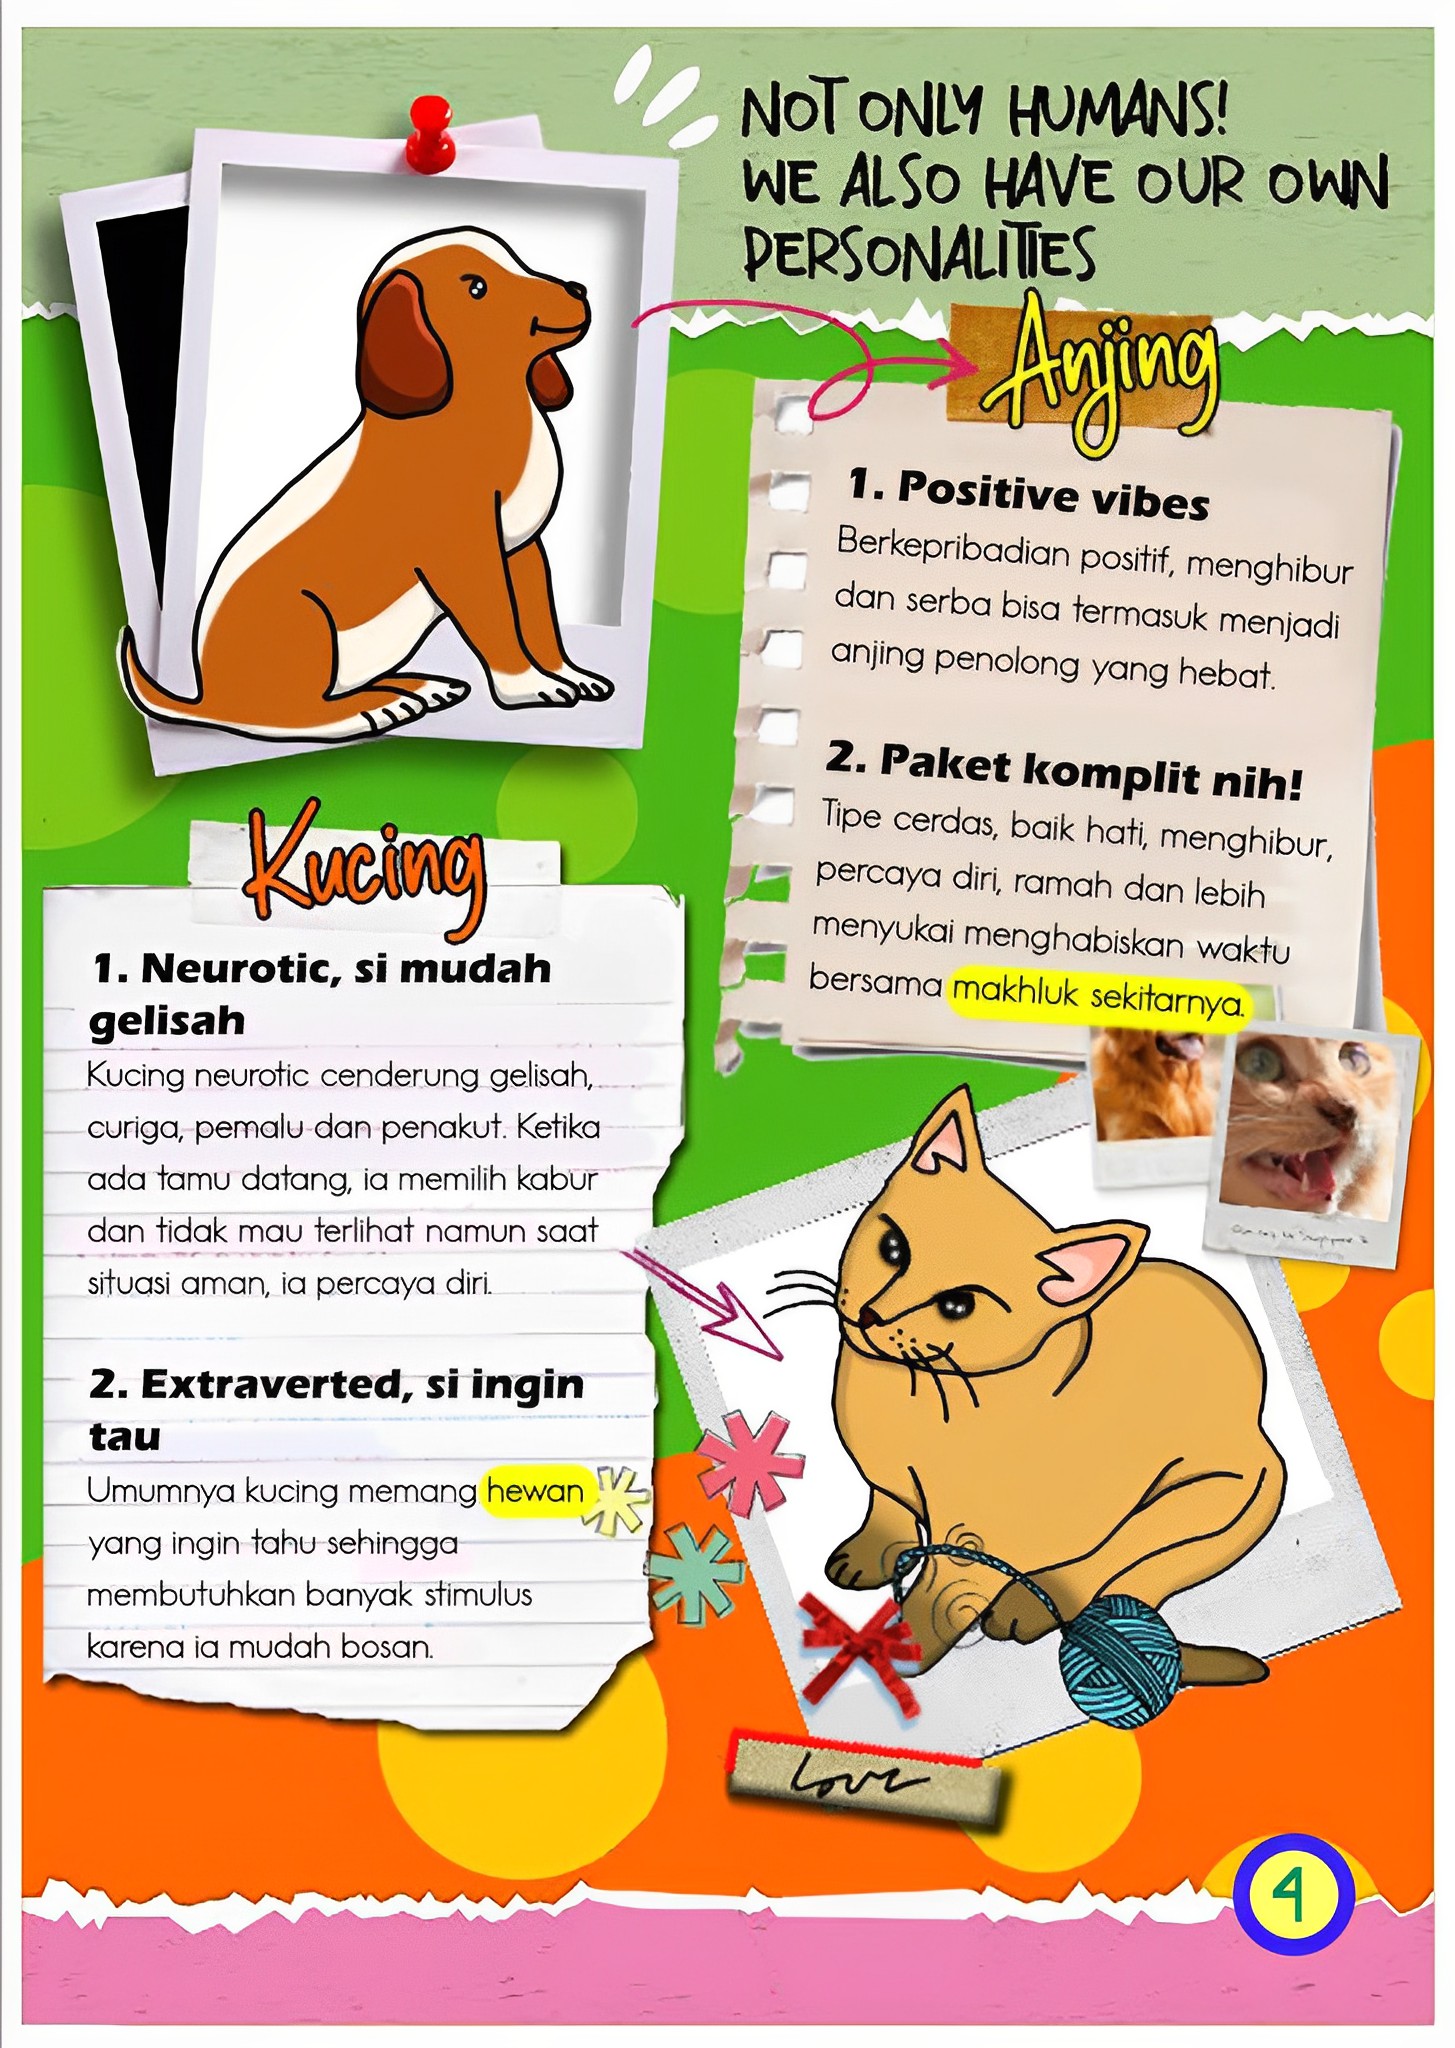 NOT ONLY HUMANS!
WE ALSO HAVE OUR OWN
PERSONALITIES
Anjing
1. Positive vibes
Berkepribadian positif, menghibur
dan serba bisa termasuk menjadi
anjing penolong yang hebat.
2. Paket komplit nih!
Tipe cerdas, baik hati, menghibur,
percaya diri, ramah dan lebih
menyukai menghabiskan waktu
bersama makhluk sekitarnya.
Kucing
1. Neurotic, si mudah
gelisah
Kucing neurotic cenderung gelisah,
curiga, pemalu dan penakut. Ketika
ada tamu datang, ia memilih kabur
dan tidak mau terlihat namun saat
situasi aman, ia percaya diri.
2. Extraverted, si ingin
tau
Umumnya kucing memang hewan
yang ingin tahu sehingga
membutuhkan banyak stimulus
karena ia mudah bosan.
Love
4